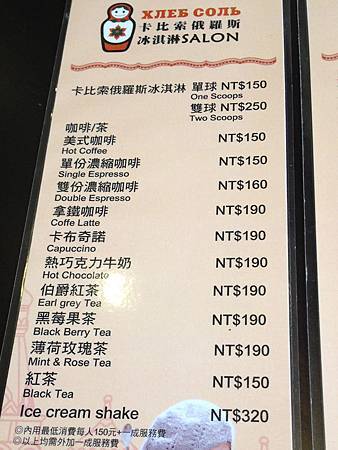 ХЛЕБ СОЛЬ
卡比索俄羅斯
冰淇淋SALON
卡比索俄羅斯冰淇淋 單球 NT$150
One Scoops
雙球 NT$250
Two Scoops
咖啡/茶
美式咖啡 NT$150
Hot Coffee
單份濃縮咖啡 NT$150
Single Espresso
雙份濃縮咖啡 NT$160
Double Espresso
拿鐵咖啡 NT$190
Coffe Latte
卡布奇諾 NT$190
Capuccino
熱巧克力牛奶 NT$190
Hot Chocolate
伯爵紅茶 NT$190
Earl grey Tea
黑莓果茶 NT$190
Black Berry Tea
薄荷玫瑰茶 NT$190
Mint & Rose Tea
紅茶 NT$150
Black Tea
Ice cream shake NT$320
◎內用最低消費每人150元+一成服務費
◎以上均需外加一成服務費